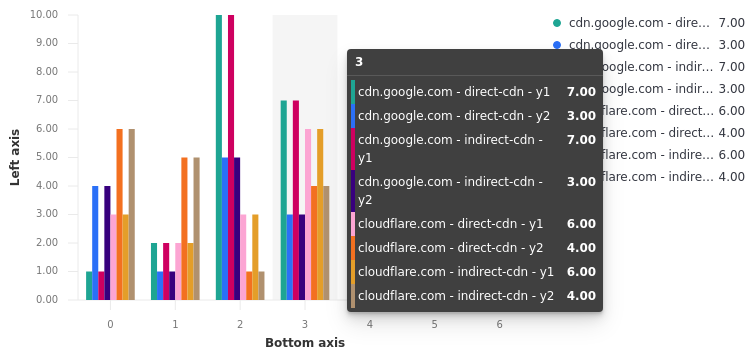 10.00
9.00
8.00
7.00
6.00
5.00
4.00
3.00
2.00
1.00
0.00
Left axis
0 1 2 3 4 5 6
Bottom axis
3
cdn.google.com - direct-cdn - y1 7.00
cdn.google.com - direct-cdn - y2 3.00
cdn.google.com - indirect-cdn - 7.00
y1
cdn.google.com - indirect-cdn - 3.00
y2
cloudflare.com - direct-cdn - y1 6.00
cloudflare.com - direct-cdn - y2 4.00
cloudflare.com - indirect-cdn - y1 6.00
cloudflare.com - indirect-cdn - y2 4.00
cdn.google.com - dire... 7.00
cdn.google.com - dire... 3.00
google.com - indir... 7.00
google.com - indir... 3.00
flare.com - direct... 6.00
flare.com - direct... 4.00
flare.com - indire... 6.00
flare.com - indire... 4.00